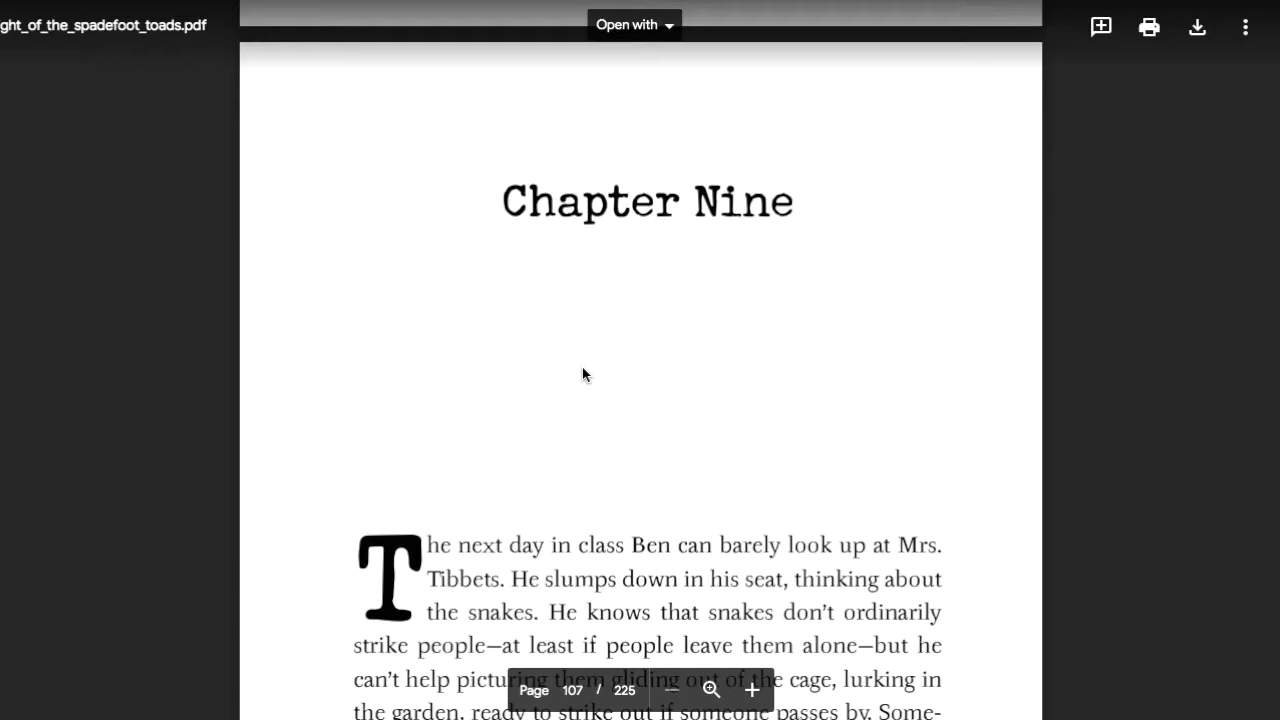 ght_of_the_spadefoot_toads.pdf
Open with
Chapter Nine
The next day in class Ben can barely look up at Mrs.
Tibbets. He slumps down in his seat, thinking about
the snakes. He knows that snakes don't ordinarily
strike people—at least if people leave them alone—but he
can't help picturing them gliding out of the cage, lurking in
the garden, ready to strike out if someone passes by. Some-
Page 107 / 225